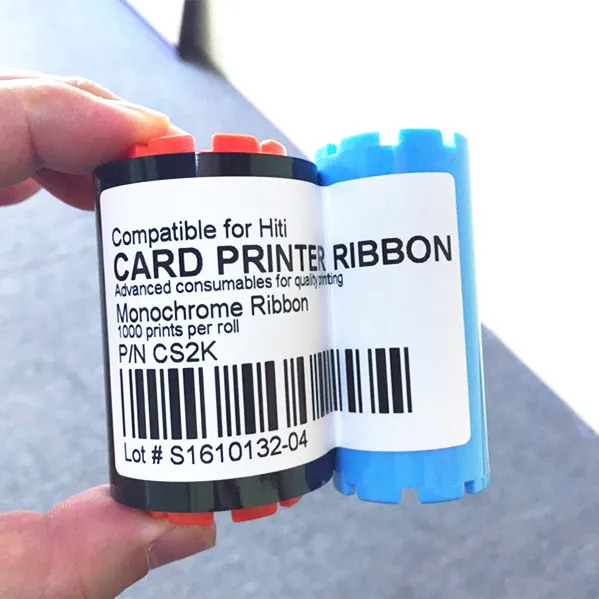 Compatible for Hiti
CARD PRINTER RIBBON
Advanced consumables for quality printing
Monochrome Ribbon
1000 prints per roll
P/N CS2K
Lot # S1610132-04